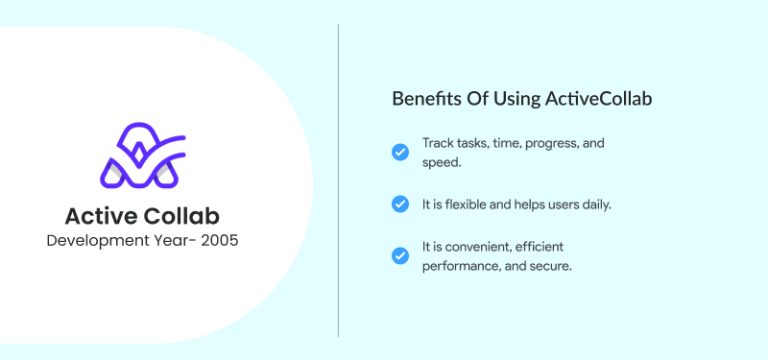 Active Collab
Development Year- 2005
Benefits Of Using ActiveCollab
Track tasks, time, progress, and
speed.
It is flexible and helps users daily.
It is convenient, efficient
performance, and secure.